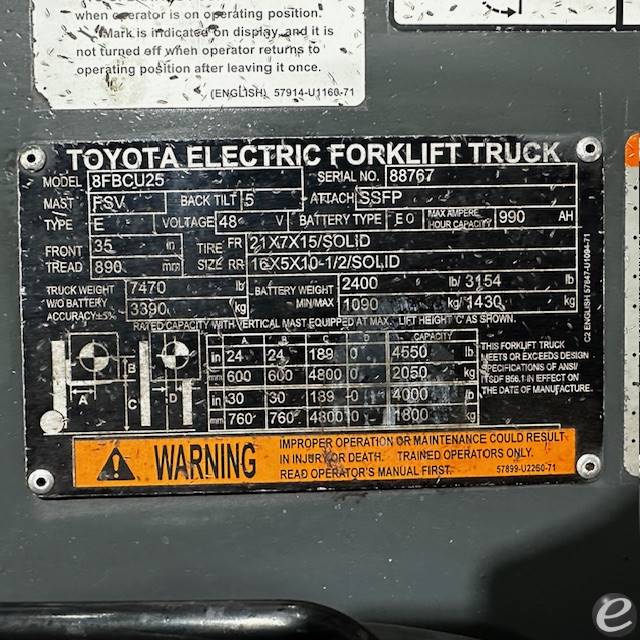 when operator is on operating position.
Mark is indicated on display, and it is
not turned off when operator returns to
operating position after leaving it once.
(ENGLISH) 57914-U1160-71
TOYOTA ELECTRIC FORKLIFT TRUCK
MODEL 8FBCU25 SERIAL NO. 88767
MAST FSV BACK TILT 5 ATTACH SSFP
TYPE E VOLTAGE 48 V BATTERY TYPE EO MAX AMPERE HOUR CAPACITY 990 AH
FRONT 35 in TIRE FR 21X7X15/SOLID
TREAD 890 mm SIZE RR 16X5X10-1/2/SOLID
TRUCK WEIGHT 7470 lb BATTERY WEIGHT 2400 lb/ 3154 lb
W/O BATTERY ACCURACY±5% 3390 kg MIN/MAX 1090 kg/ 1430 kg
RATED CAPACITY WITH VERTICAL MAST EQUIPPED AT MAX. LIFT HEIGHT 'C' AS SHOWN.
A B C D CAPACITY
in 24 24 189 0 4550 lb
mm 600 600 4800 0 2050 kg
in 30 30 189 0 4000 lb
mm 760 760 4800 0 1800 kg
A B C D
THIS FORKLIFT TRUCK
MEETS OR EXCEEDS DESIGN
SPECIFICATIONS OF ANSI/
ITSDF B56.1 IN EFFECT ON
THE DATE OF MANUFACTURE.
C2 ENGLISH 57647-U1094-71
WARNING
IMPROPER OPERATION OR MAINTENANCE COULD RESULT
IN INJURY OR DEATH. TRAINED OPERATORS ONLY.
READ OPERATOR'S MANUAL FIRST. 57899-U2260-71
e